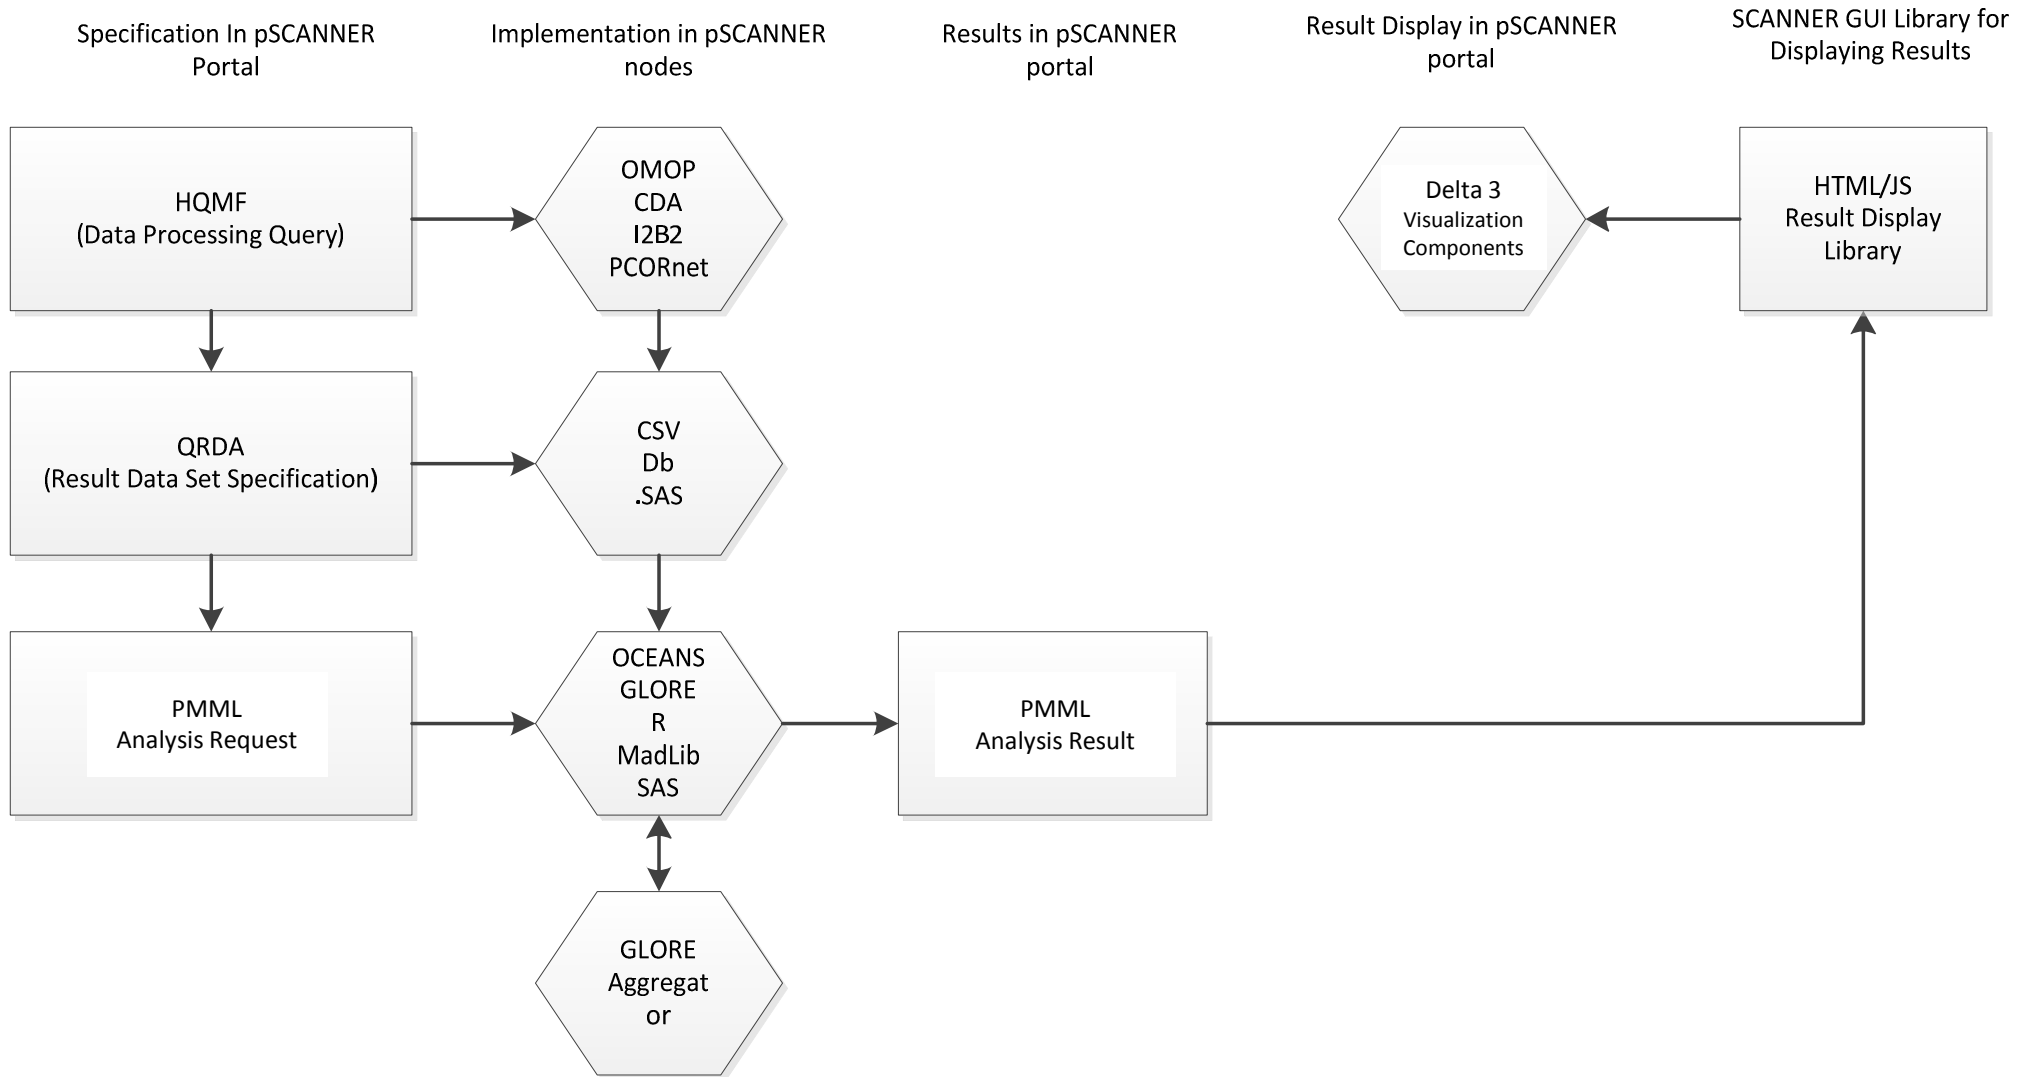 Specification In pSCANNER
Portal
Implementation in pSCANNER
nodes
Results in pSCANNER
portal
Result Display in pSCANNER
portal
SCANNER GUI Library for
Displaying Results
HQMF
(Data Processing Query)
OMOP
CDA
I2B2
PCORnet
Delta 3
Visualization
Components
HTML/JS
Result Display
Library
QRDA
(Result Data Set Specification)
CSV
Db
.SAS
PMML
Analysis Request
OCEANS
GLORE
R
MadLib
SAS
PMML
Analysis Result
GLORE
Aggregat
or